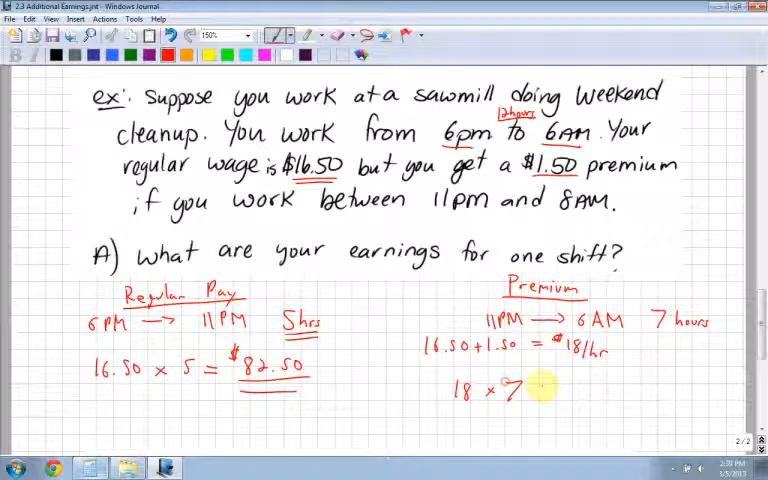 2.3 Additional Earnings.jnt - Windows Journal
File Edit View Insert Actions Tools Help
150%
B I
ex: Suppose you work at a sawmill doing weekend
12 hours
cleanup. You work from 6pm to 6AM. Your
regular wage is $16.50 but you get a $1.50 premium
if you work between 11pm and 8AM.
A) What are your earnings for one shift?
Regular Pay
6PM → 11PM 5hrs
16.50 × 5 = $82.50
Premium
11PM → 6AM 7 hours
16.50 + 1.50 = $18/hr
18 × 7
2 / 2
2:39 PM
3/5/2013